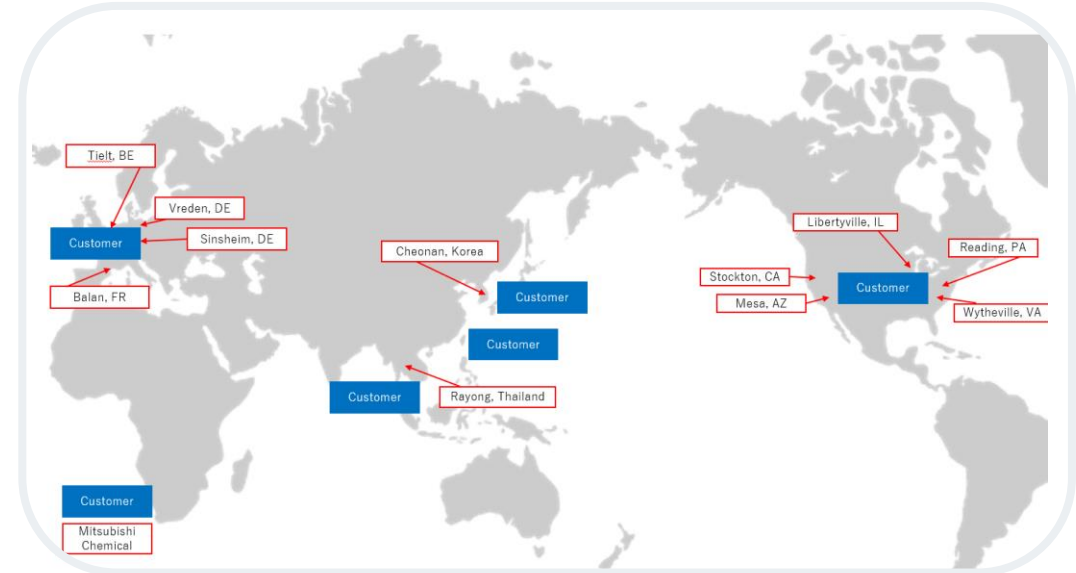 Tielt, BE
Vreden, DE
Customer
Sinsheim, DE
Balan, FR
Cheonan, Korea
Customer
Customer
Customer
Rayong, Thailand
Libertyville, IL
Reading, PA
Stockton, CA
Customer
Mesa, AZ
Wytheville, VA
Customer
Mitsubishi
Chemical